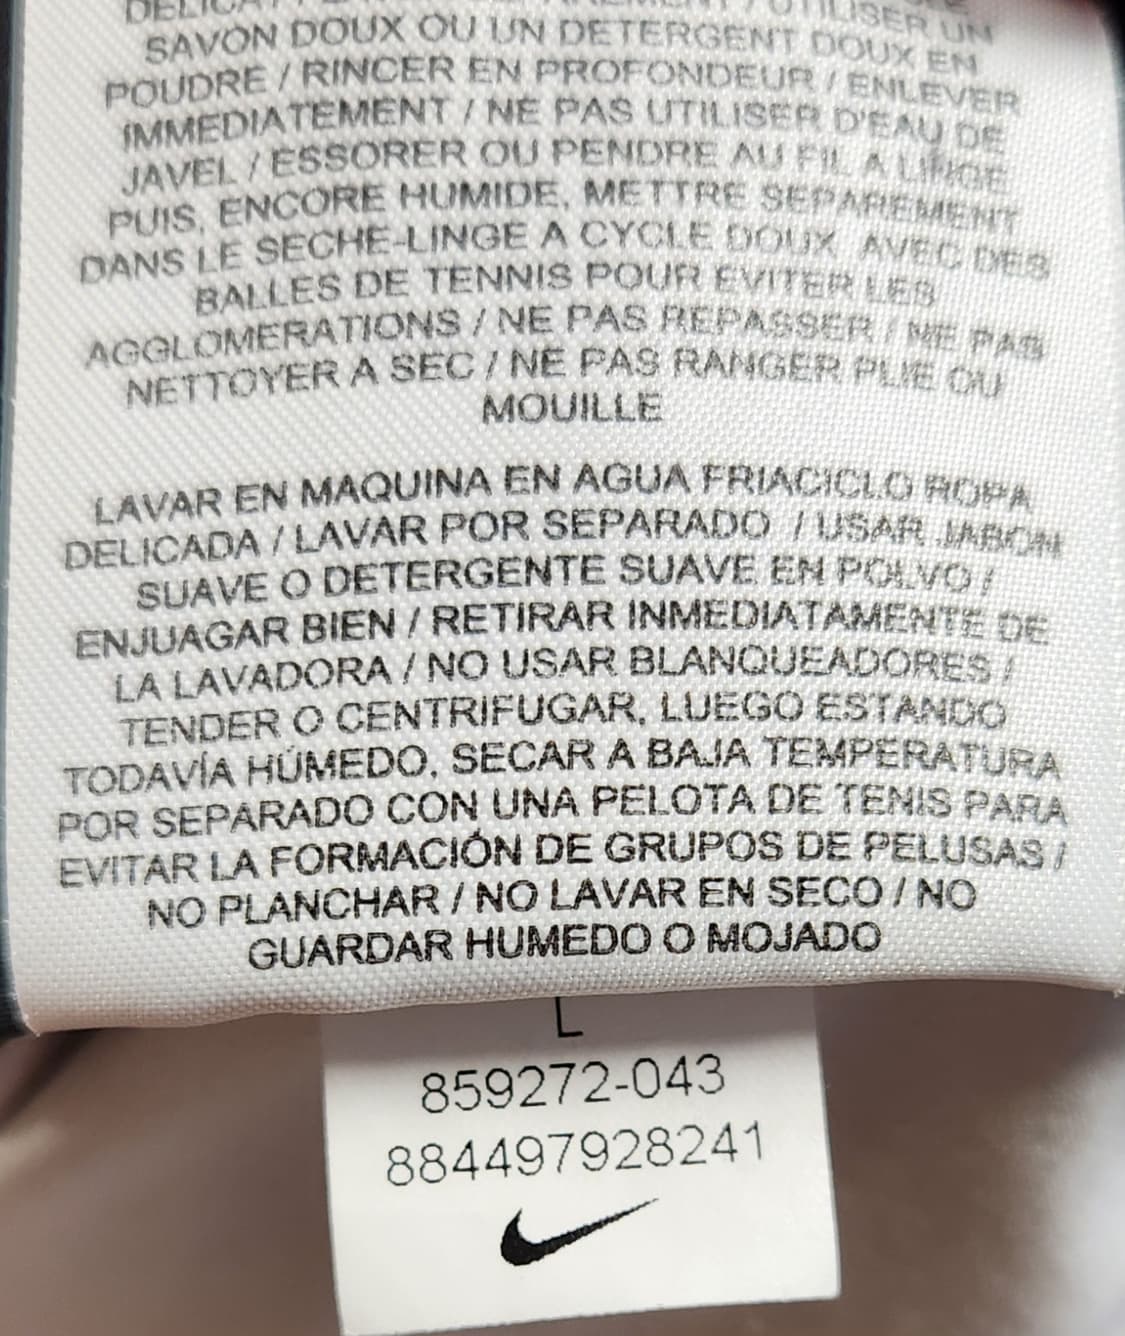 UTILISER UN
SAVON DOUX OU UN DETERGENT DOUX EN
POUDRE / RINCER EN PROFONDEUR / ENLEVER
IMMEDIATEMENT / NE PAS UTILISER D'EAU DE
JAVEL / ESSORER OU PENDRE AU FIL A LINGE
PUIS, ENCORE HUMIDE, METTRE SEPAREMENT
DANS LE SECHE-LINGE A CYCLE DOUX AVEC DES
BALLES DE TENNIS POUR EVITER LES
AGGLOMERATIONS / NE PAS REPASSER / NE PAS
NETTOYER A SEC / NE PAS RANGER PLIE OU
MOUILLE
LAVAR EN MAQUINA EN AGUA FRIACICLO ROPA
DELICADA / LAVAR POR SEPARADO / USAR JABON
SUAVE O DETERGENTE SUAVE EN POLVO /
ENJUAGAR BIEN / RETIRAR INMEDIATAMENTE DE
LA LAVADORA / NO USAR BLANQUEADORES /
TENDER O CENTRIFUGAR, LUEGO ESTANDO
TODAVÍA HÚMEDO, SECAR A BAJA TEMPERATURA
POR SEPARADO CON UNA PELOTA DE TENIS PARA
EVITAR LA FORMACIÓN DE GRUPOS DE PELUSAS /
NO PLANCHAR / NO LAVAR EN SECO / NO
GUARDAR HUMEDO O MOJADO
L
859272-043
884497928241